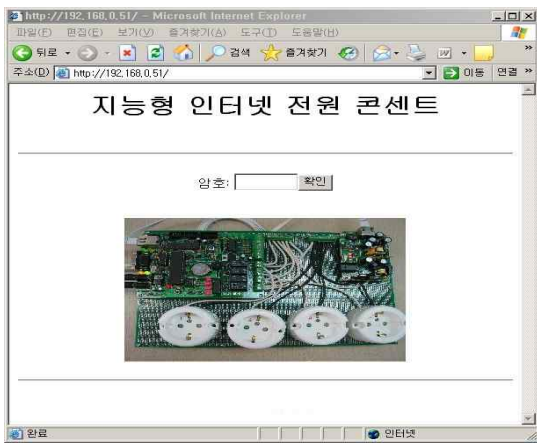 http://192,168,0,51/ - Microsoft Internet Explorer
파일(F) 편집(E) 보기(V) 즐겨찾기(A) 도구(T) 도움말(H)
뒤로 검색 즐겨찾기 »
주소(D) http://192,168,0,51/ 이동 연결 »
지능형 인터넷 전원 콘센트
암호: 확인
완료 인터넷